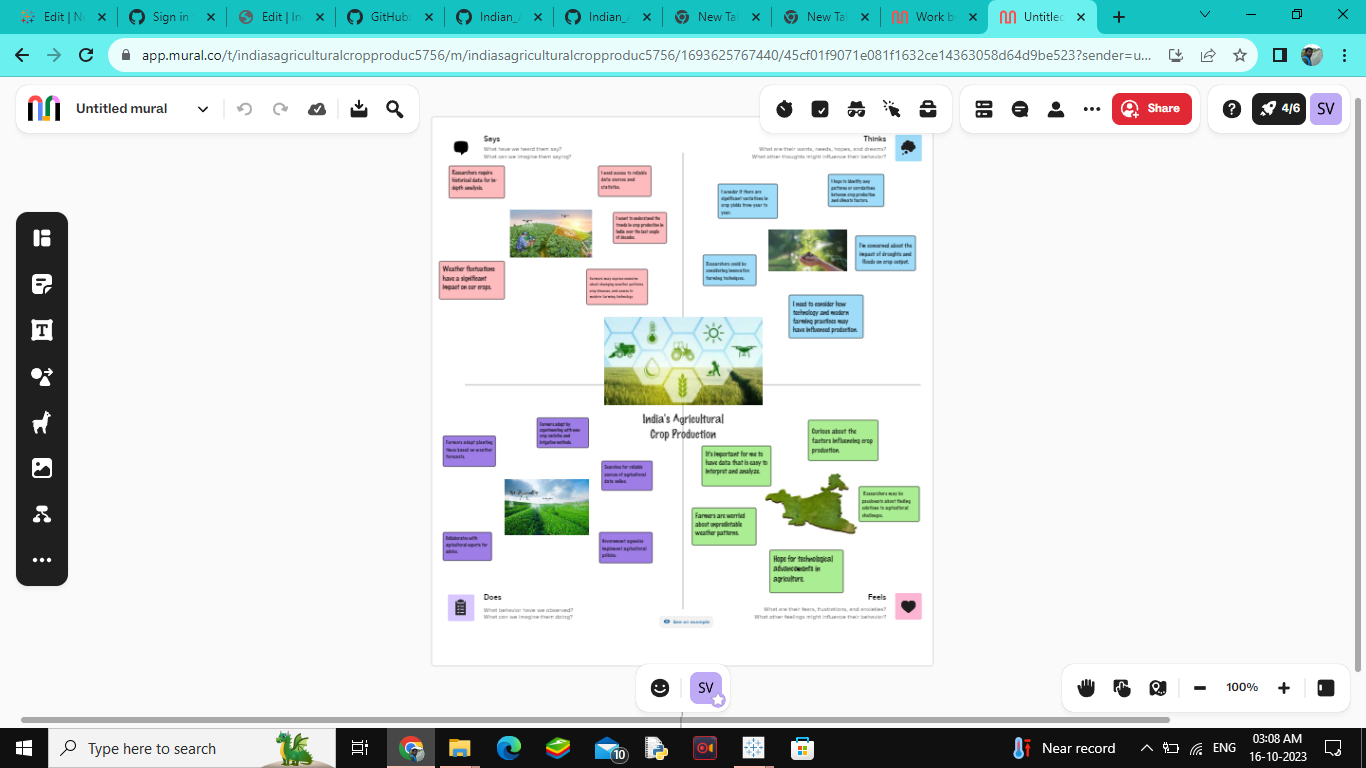 Edit | N
Sign in
Edit | In
GitHub
Indian_
Indian_
New Ta
New Ta
Work b
Untitled
app.mural.co/t/indiasagriculturalcropproduc5756/m/indiasagriculturalcropproduc5756/1693625767440/45cf01f9071e081f1632ce14363058d64d9be523?sender=u...
Untitled mural
Share
4/6
SV
Says
What have we heard them say?
What can we imagine them saying?
Thinks
What are their wants, needs, hopes, and dreams?
What other thoughts might influence their behavior?
Researchers require
historical data for in-
depth analysis.
I need access to reliable
data sources and
statistics.
I want to understand the
trends in crop production in
India over the last couple
of decades.
Weather fluctuations
have a significant
impact on our crops.
Farmers may express concerns
about changing weather patterns,
crop diseases, and access to
modern farming technology.
I wonder if there are
significant variations in
crop yields from year to
year.
I hope to identify any
patterns or correlations
between crop production
and climate factors.
I'm concerned about the
impact of droughts and
floods on crop output.
Researchers could be
considering innovative
farming techniques.
I need to consider how
technology and modern
farming practices may
have influenced production.
India's Agricultural
Crop Production
Farmers adapt by
experimenting with new
crop varieties and
irrigation methods.
Farmers adapt planting
times based on weather
forecasts.
Searches for reliable
sources of agricultural
data online.
Collaborates with
agricultural experts for
advice.
Government agencies
implement agricultural
policies.
Curious about the
factors influencing crop
production.
It's important for me to
have data that is easy to
interpret and analyze.
Researchers may be
passionate about finding
solutions to agricultural
challenges.
Farmers are worried
about unpredictable
weather patterns.
Hope for technological
advancements in
agriculture.
Does
What behavior have we observed?
What can we imagine them doing?
Feels
What are their fears, frustrations, and anxieties?
What other feelings might influence their behavior?
See an example
SV
100%
Type here to search
10
Near record
ENG
03:08 AM
16-10-2023